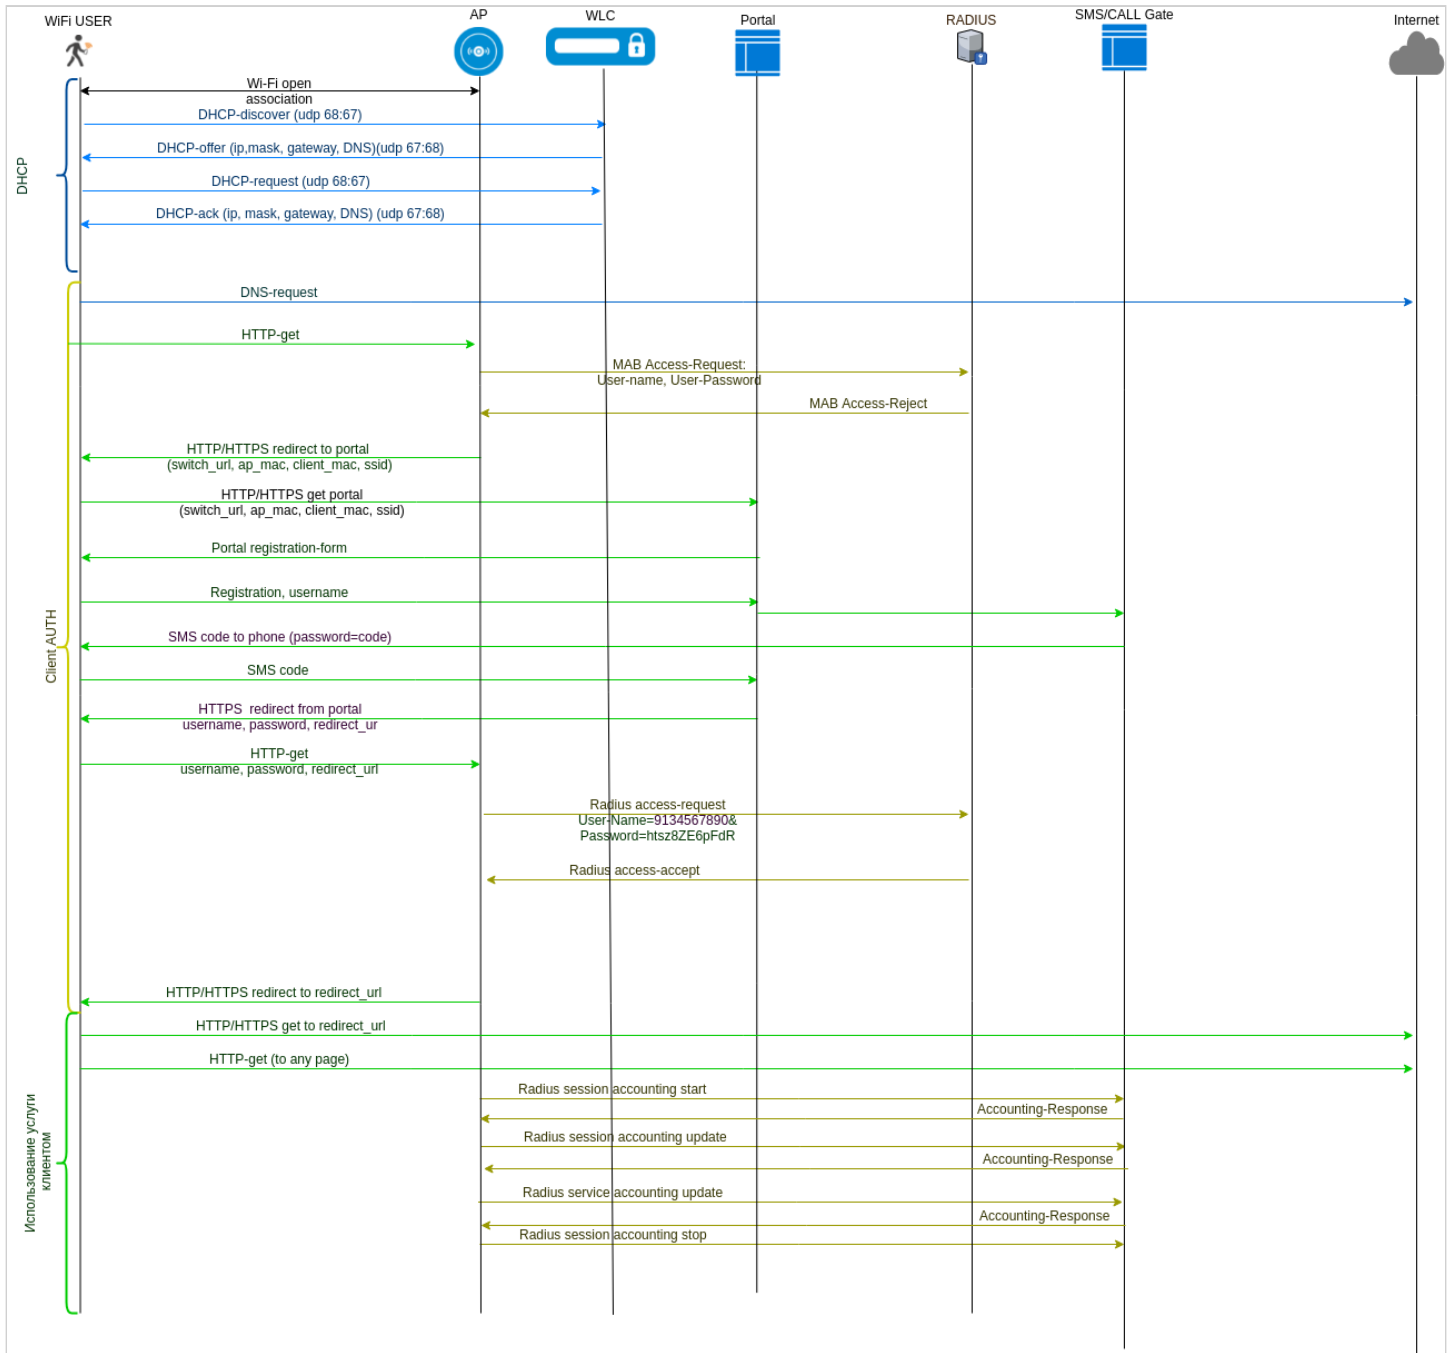 WiFi USER
AP
WLC
Portal
RADIUS
SMS/CALL Gate
Internet
Wi-Fi open
association
DHCP-discover (udp 68:67)
DHCP-offer (ip,mask, gateway, DNS)(udp 67:68)
DHCP
DHCP-request (udp 68:67)
DHCP-ack (ip, mask, gateway, DNS) (udp 67:68)
DNS-request
HTTP-get
MAB Access-Request:
User-name, User-Password
MAB Access-Reject
HTTP/HTTPS redirect to portal
(switch_url, ap_mac, client_mac, ssid)
HTTP/HTTPS get portal
(switch_url, ap_mac, client_mac, ssid)
Portal registration-form
Registration, username
Client AUTH
SMS code to phone (password=code)
SMS code
HTTPS  redirect from portal
username, password, redirect_ur
HTTP-get
username, password, redirect_url
Radius access-request
User-Name=9134567890&
Password=htsz8ZE6pFdR
Radius access-accept
HTTP/HTTPS redirect to redirect_url
HTTP/HTTPS get to redirect_url
HTTP-get (to any page)
Radius session accounting start
Accounting-Response
Radius session accounting update
Accounting-Response
Использование услуги
клиентом
Radius service accounting update
Accounting-Response
Radius session accounting stop